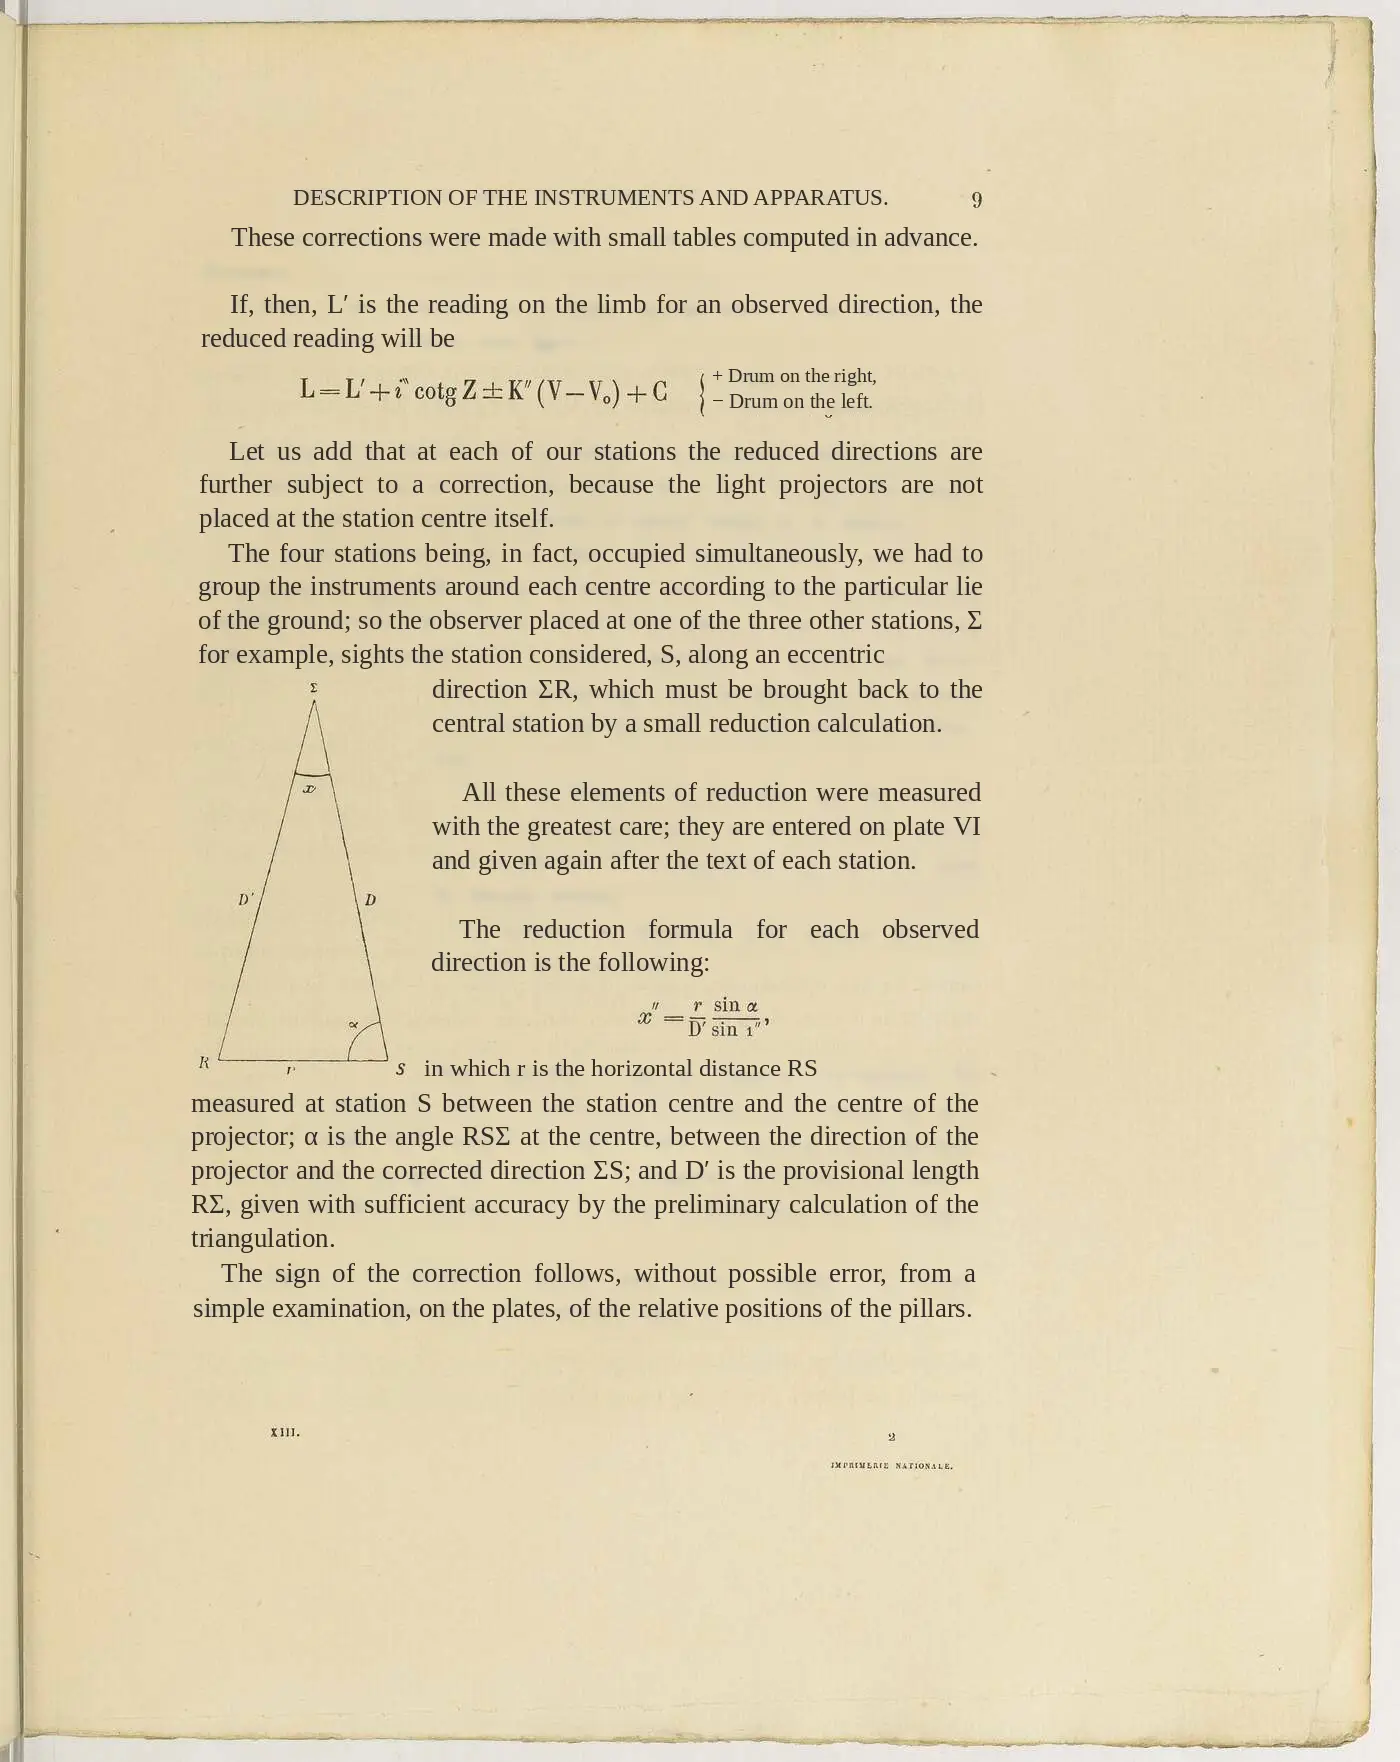 DESCRIPTION OF THE INSTRUMENTS AND APPARATUS. 9
These corrections were made with small tables computed in advance.
If, then, L′ is the reading on the limb for an observed direction, the
reduced reading will be
L = L′ + i″ cotg Z ± K″ (V − V₀) + C { + Drum on the right,
− Drum on the left.
Let us add that at each of our stations the reduced directions are
further subject to a correction, because the light projectors are not
placed at the station centre itself.
The four stations being, in fact, occupied simultaneously, we had to
group the instruments around each centre according to the particular lie
of the ground; so the observer placed at one of the three other stations, Σ
for example, sights the station considered, S, along an eccentric
Σ
direction ΣR, which must be brought back to the
central station by a small reduction calculation.
x
All these elements of reduction were measured
with the greatest care; they are entered on plate VI
and given again after the text of each station.
D′ D
The reduction formula for each observed
direction is the following:
x″ = r/D′ sin α/sin 1″,
α
R r S
in which r is the horizontal distance RS
measured at station S between the station centre and the centre of the
projector; α is the angle RSΣ at the centre, between the direction of the
projector and the corrected direction ΣS; and D′ is the provisional length
RΣ, given with sufficient accuracy by the preliminary calculation of the
triangulation.
The sign of the correction follows, without possible error, from a
simple examination, on the plates, of the relative positions of the pillars.
XIII. 2
IMPRIMERIE NATIONALE.